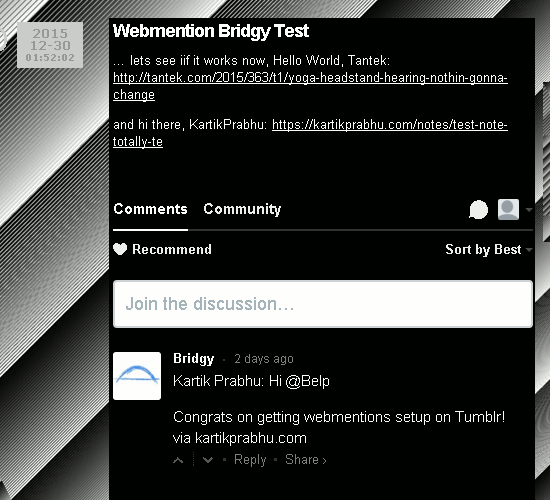 2015
12-30
01:52:02
Webmention Bridgy Test
... lets see iif it works now, Hello World, Tantek:
http://tantek.com/2015/363/t1/yoga-headstand-hearing-nothin-gonna-
change
and hi there, KartikPrabhu: https://kartikprabhu.com/notes/test-note-
totally-te
Comments Community
Recommend Sort by Best
Join the discussion...
Bridgy · 2 days ago
Kartik Prabhu: Hi @Belp
Congrats on getting webmentions setup on Tumblr!
via kartikprabhu.com
• Reply • Share ›